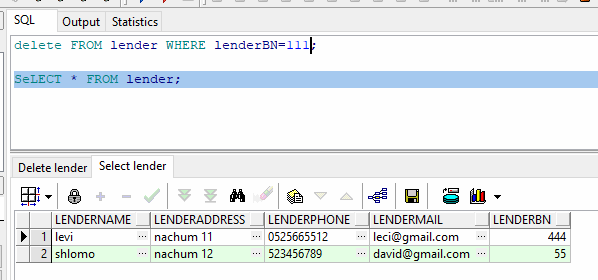 SQL Output Statistics
delete FROM lender WHERE lenderBN=111;
SeLECT * FROM lender;
Delete lender Select lender
LENDERNAME LENDERADDRESS LENDERPHONE LENDERMAIL LENDERBN
1 levi ... nachum 11 ... 0525665512 ... leci@gmail.com ... 444
2 shlomo ... nachum 12 ... 523456789 ... david@gmail.com ... 55